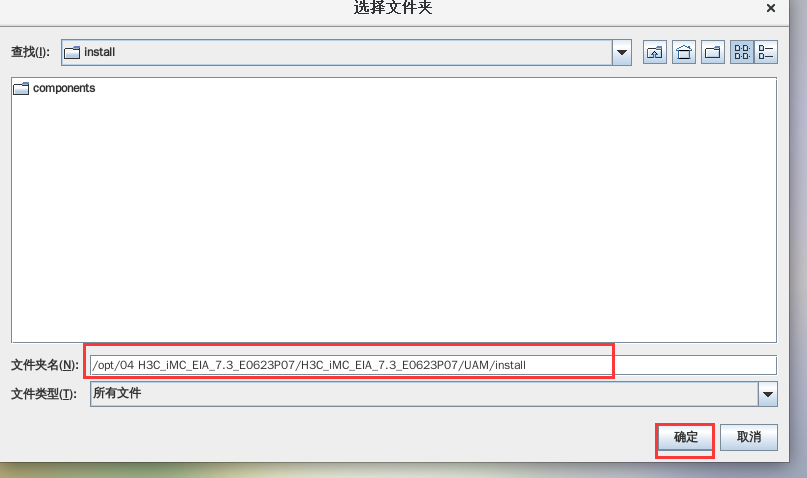 选择文件夹
查找(I): install
components
文件夹名(N): /opt/04 H3C_iMC_EIA_7.3_E0623P07/H3C_iMC_EIA_7.3_E0623P07/UAM/install
文件类型(T): 所有文件
确定 取消